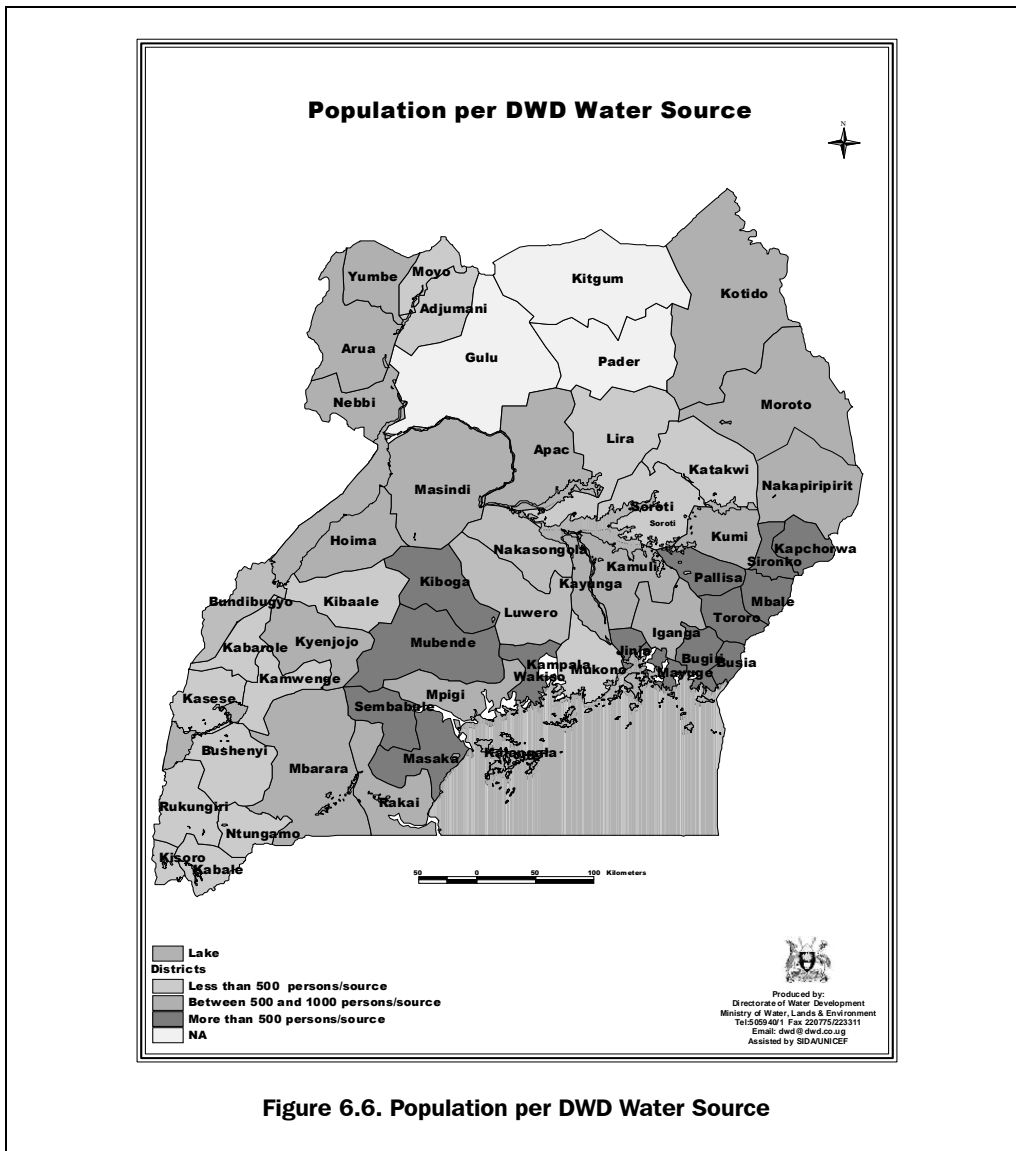 Population per DWD Water Source
N
Yumbe
Moyo
Adjumani
Kitgum
Kotido
Arua
Gulu
Pader
Nebbi
Moroto
Apac
Lira
Katakwi
Masindi
Nakapiripirit
Soroti
Soroti
Hoima
Nakasongola
Kumi
Kapchorwa
Sironko
Kiboga
Kamuli
Kayunga
Pallisa
Bundibugyo
Kibaale
Luwero
Mbale
Tororo
Kabarole
Kyenjojo
Mubende
Iganga
Jinja
Kampala
Bugiri
Busia
Kamwenge
Wakiso
Mukono
Mayuge
Kasese
Mpigi
Sembabule
Bushenyi
Mbarara
Masaka
Kalangala
Rukungiri
Rakai
Ntungamo
Kisoro
Kabale
50 0 50 100 Kilometers
Lake
Districts
Less than 500 persons/source
Between 500 and 1000 persons/source
More than 500 persons/source
NA
Produced by:
Directorate of Water Development
Ministry of Water, Lands & Environment
Tel:505940/1 Fax 220775/223311
Email: dwd@dwd.co.ug
Assisted by SIDA/UNICEF
Figure 6.6. Population per DWD Water Source